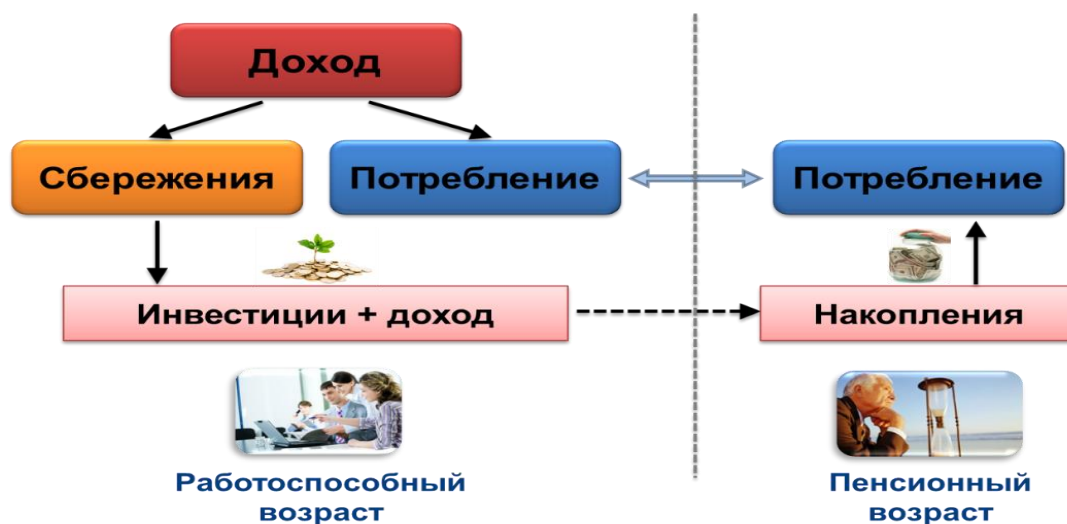 Доход
Сбережения
Потребление
Потребление
Инвестиции + доход
Накопления
Работоспособный
возраст
Пенсионный
возраст